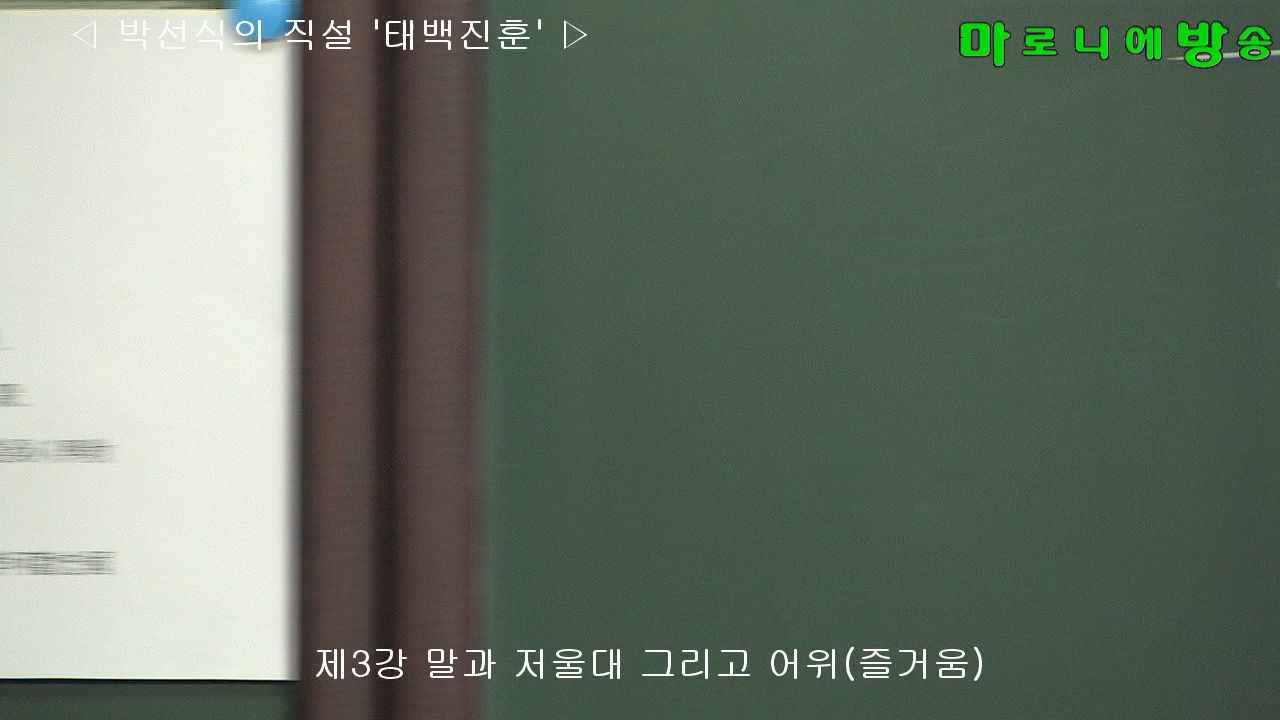 ◁ 박선식의 직설 '태백진훈' ▷
마로니에방송
제3강 말과 저울대 그리고 어위(즐거움)